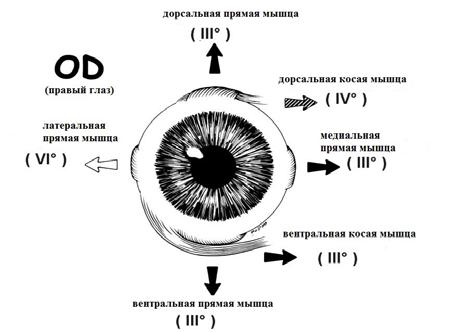 дорсальная прямая мышца
( III° )
OD
(правый глаз)
дорсальная косая мышца
( IV° )
латеральная
прямая мышца
( VI° )
медиальная
прямая мышца
( III° )
вентральная косая мышца
( III° )
вентральная прямая мышца
( III° )